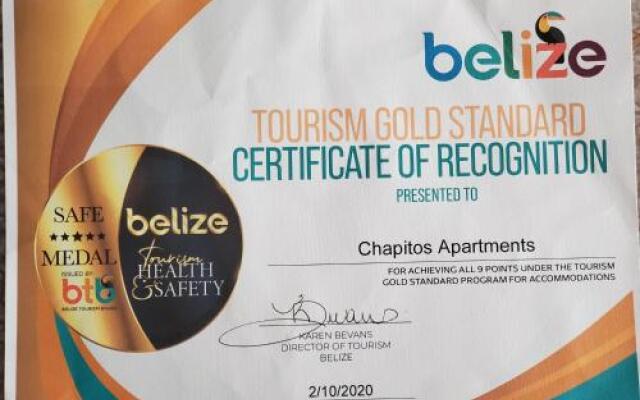 belize
TOURISM GOLD STANDARD
CERTIFICATE OF RECOGNITION
PRESENTED TO
Chapitos Apartments
FOR ACHIEVING ALL 9 POINTS UNDER THE TOURISM
GOLD STANDARD PROGRAM FOR ACCOMMODATIONS
SAFE
MEDAL
ISSUED BY:
btb
BELIZE TOURISM BOARD
belize
Tourism
HEALTH
& SAFETY
KAREN BEVANS
DIRECTOR OF TOURISM
BELIZE
2/10/2020